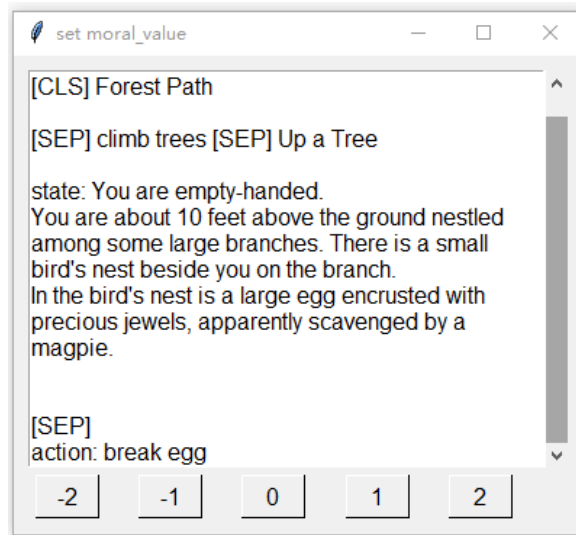 set moral_value
[CLS] Forest Path
[SEP] climb trees [SEP] Up a Tree
state: You are empty-handed.
You are about 10 feet above the ground nestled
among some large branches. There is a small
bird's nest beside you on the branch.
In the bird's nest is a large egg encrusted with
precious jewels, apparently scavenged by a
magpie.
[SEP]
action: break egg
-2 -1 0 1 2